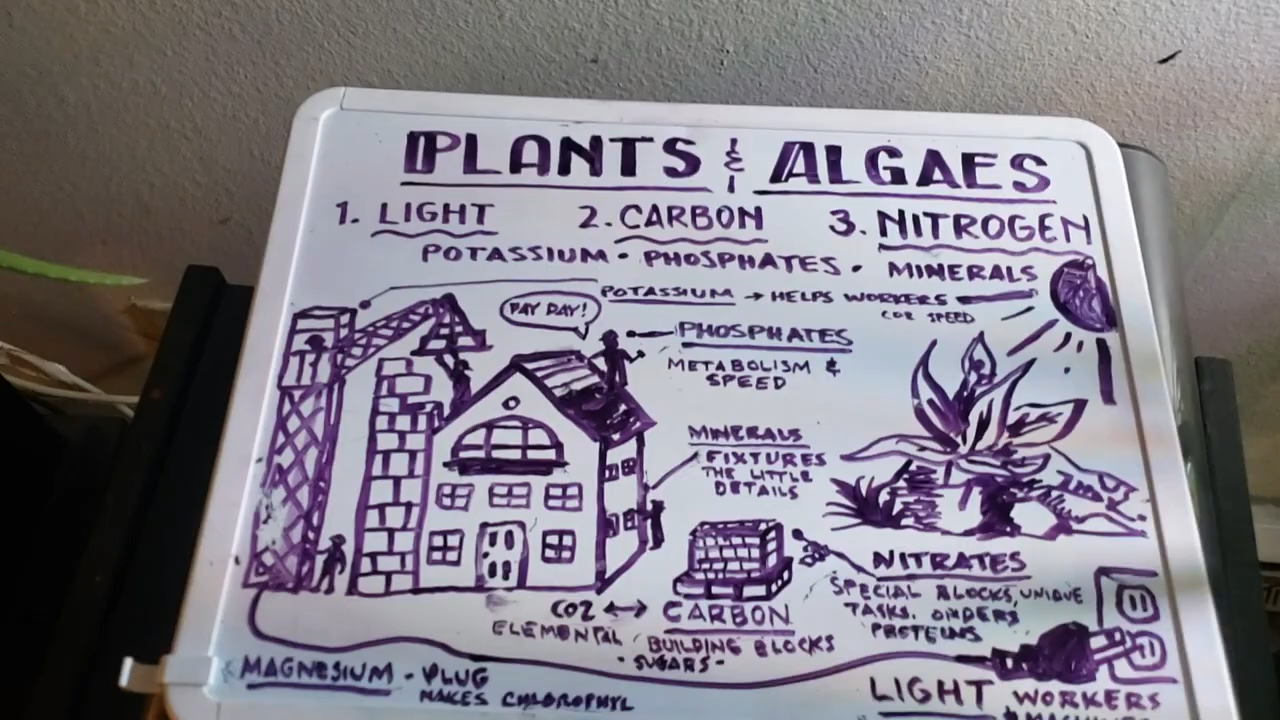 PLANTS & ALGAES
1. LIGHT 2. CARBON 3. NITROGEN
POTASSIUM · PHOSPHATES · MINERALS
POTASSIUM → HELPS WORKERS
SPEED
PAY DAY!
PHOSPHATES
METABOLISM &
SPEED
MINERALS
FIXTURES
THE LITTLE
DETAILS
NITRATES
SPECIAL BLOCKS, UNIQUE
TASKS.
PROTEINS
CO2 ↔ CARBON
ELEMENTAL BUILDING BLOCKS
- SUGARS -
MAGNESIUM - PLUG
MAKES CHLOROPHYL
LIGHT WORKERS